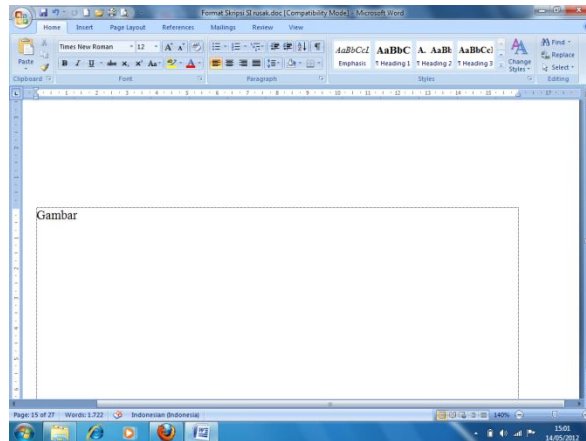 Format Skripsi SI rusak.doc [Compatibility Mode] - Microsoft Word
Home Insert Page Layout References Mailings Review View
Paste
Times New Roman 12
AaBbCcI AaBbC A. AaBb AaBbCc
Emphasis ¶ Heading 1 ¶ Heading 2 ¶ Heading 3
Change Styles
Find
Replace
Select
Clipboard Font Paragraph Styles Editing
Gambar
Page: 15 of 27 Words: 1.722 Indonesian (Indonesia) 140%
15:01
14/05/2012